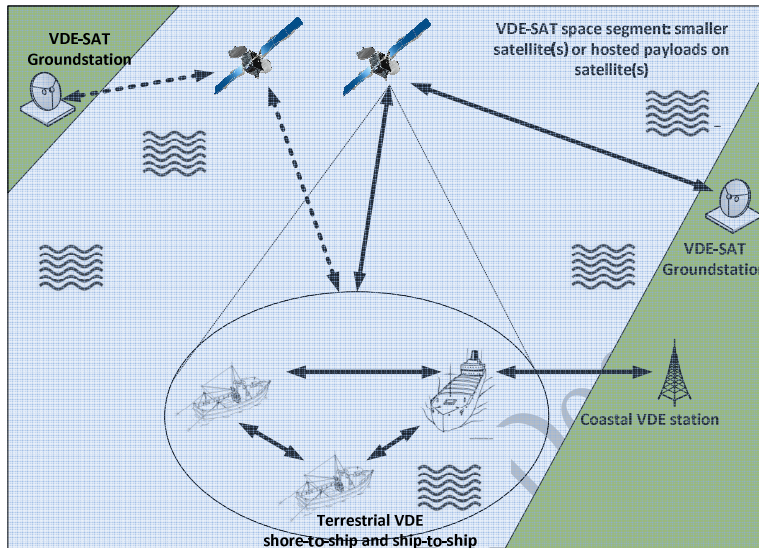 VDE-SAT
Groundstation
VDE-SAT space segment: smaller
satellite(s) or hosted payloads on
satellite(s)
VDE-SAT
Groundstation
Coastal VDE station
Terrestrial VDE
shore-to-ship and ship-to-ship